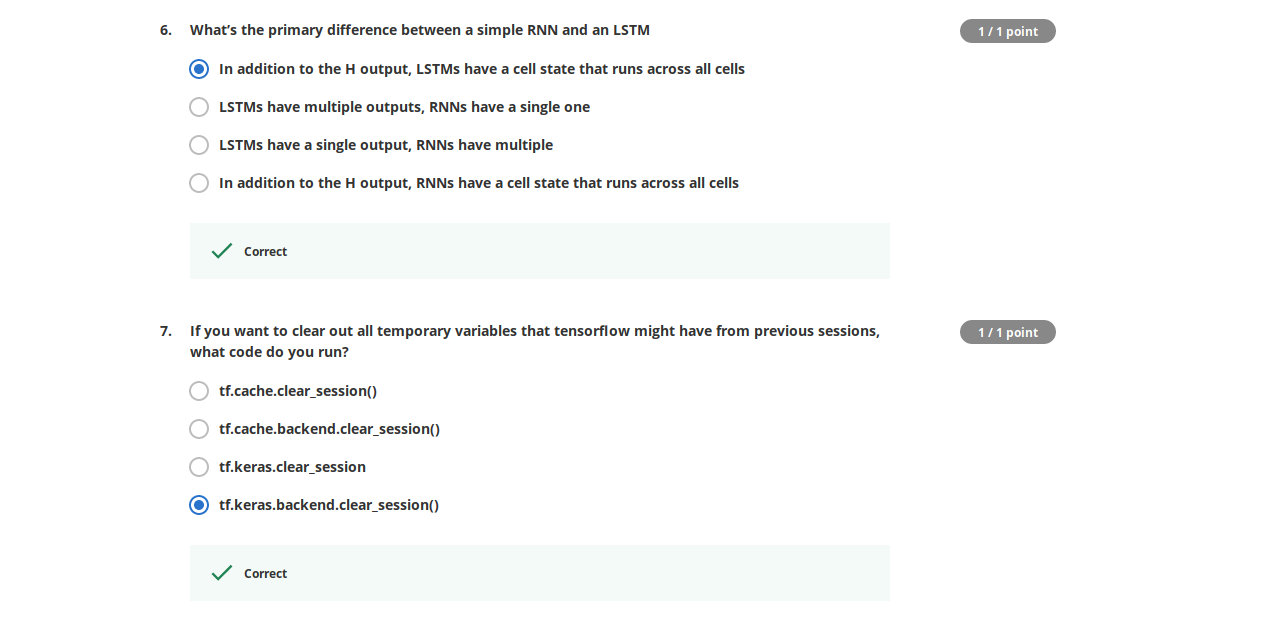 6. What’s the primary difference between a simple RNN and an LSTM
1 / 1 point
In addition to the H output, LSTMs have a cell state that runs across all cells
LSTMs have multiple outputs, RNNs have a single one
LSTMs have a single output, RNNs have multiple
In addition to the H output, RNNs have a cell state that runs across all cells
Correct
7. If you want to clear out all temporary variables that tensorflow might have from previous sessions,
what code do you run?
1 / 1 point
tf.cache.clear_session()
tf.cache.backend.clear_session()
tf.keras.clear_session
tf.keras.backend.clear_session()
Correct